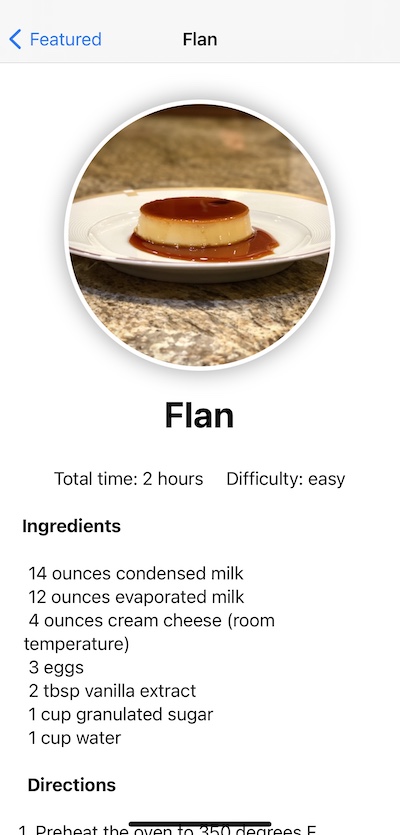 Featured
Flan
Flan
Total time: 2 hours Difficulty: easy
Ingredients
14 ounces condensed milk
12 ounces evaporated milk
4 ounces cream cheese (room
temperature)
3 eggs
2 tbsp vanilla extract
1 cup granulated sugar
1 cup water
Directions
1. Preheat the oven to 350 degrees F.